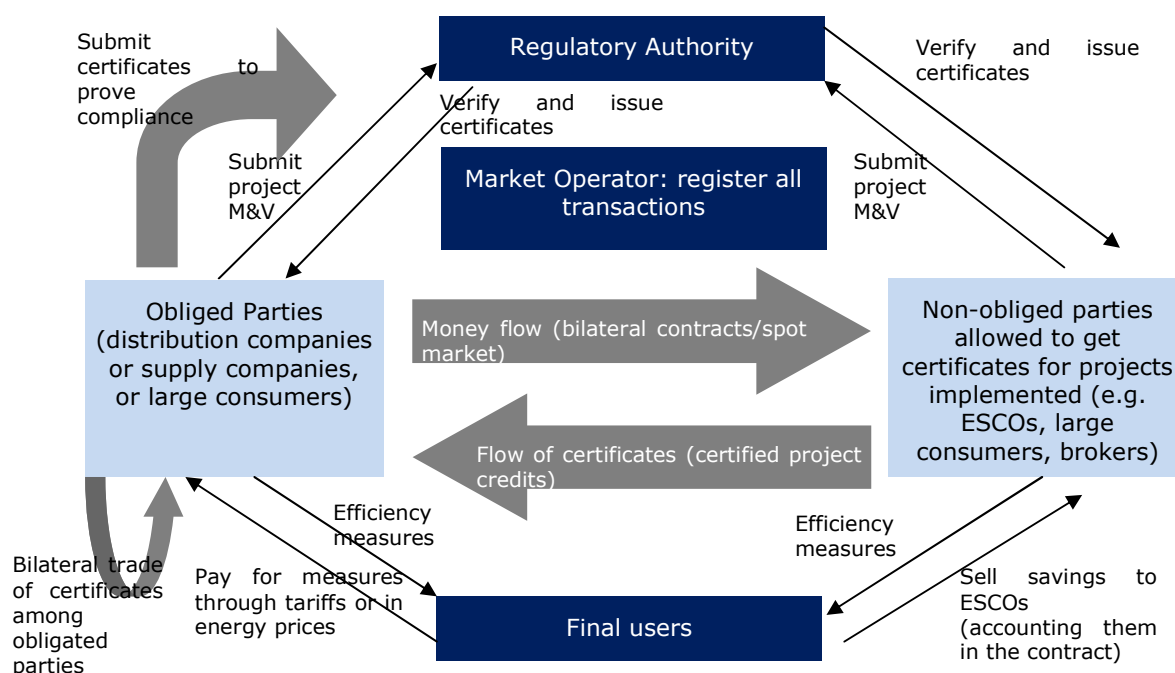 Submit
certificates to
prove
compliance
Regulatory Authority
Verify and issue
certificates
Verify and issue
certificates
Submit
project
M&V
Market Operator: register all
transactions
Submit
project
M&V
Obliged Parties
(distribution companies
or supply companies,
or large consumers)
Money flow (bilateral contracts/spot
market)
Non-obliged parties
allowed to get
certificates for projects
implemented (e.g.
ESCOs, large
consumers, brokers)
Flow of certificates (certified project
credits)
Efficiency
measures
Efficiency
measures
Bilateral trade
of certificates
among
obligated
parties
Pay for measures
through tariffs or in
energy prices
Final users
Sell savings to
ESCOs
(accounting them
in the contract)